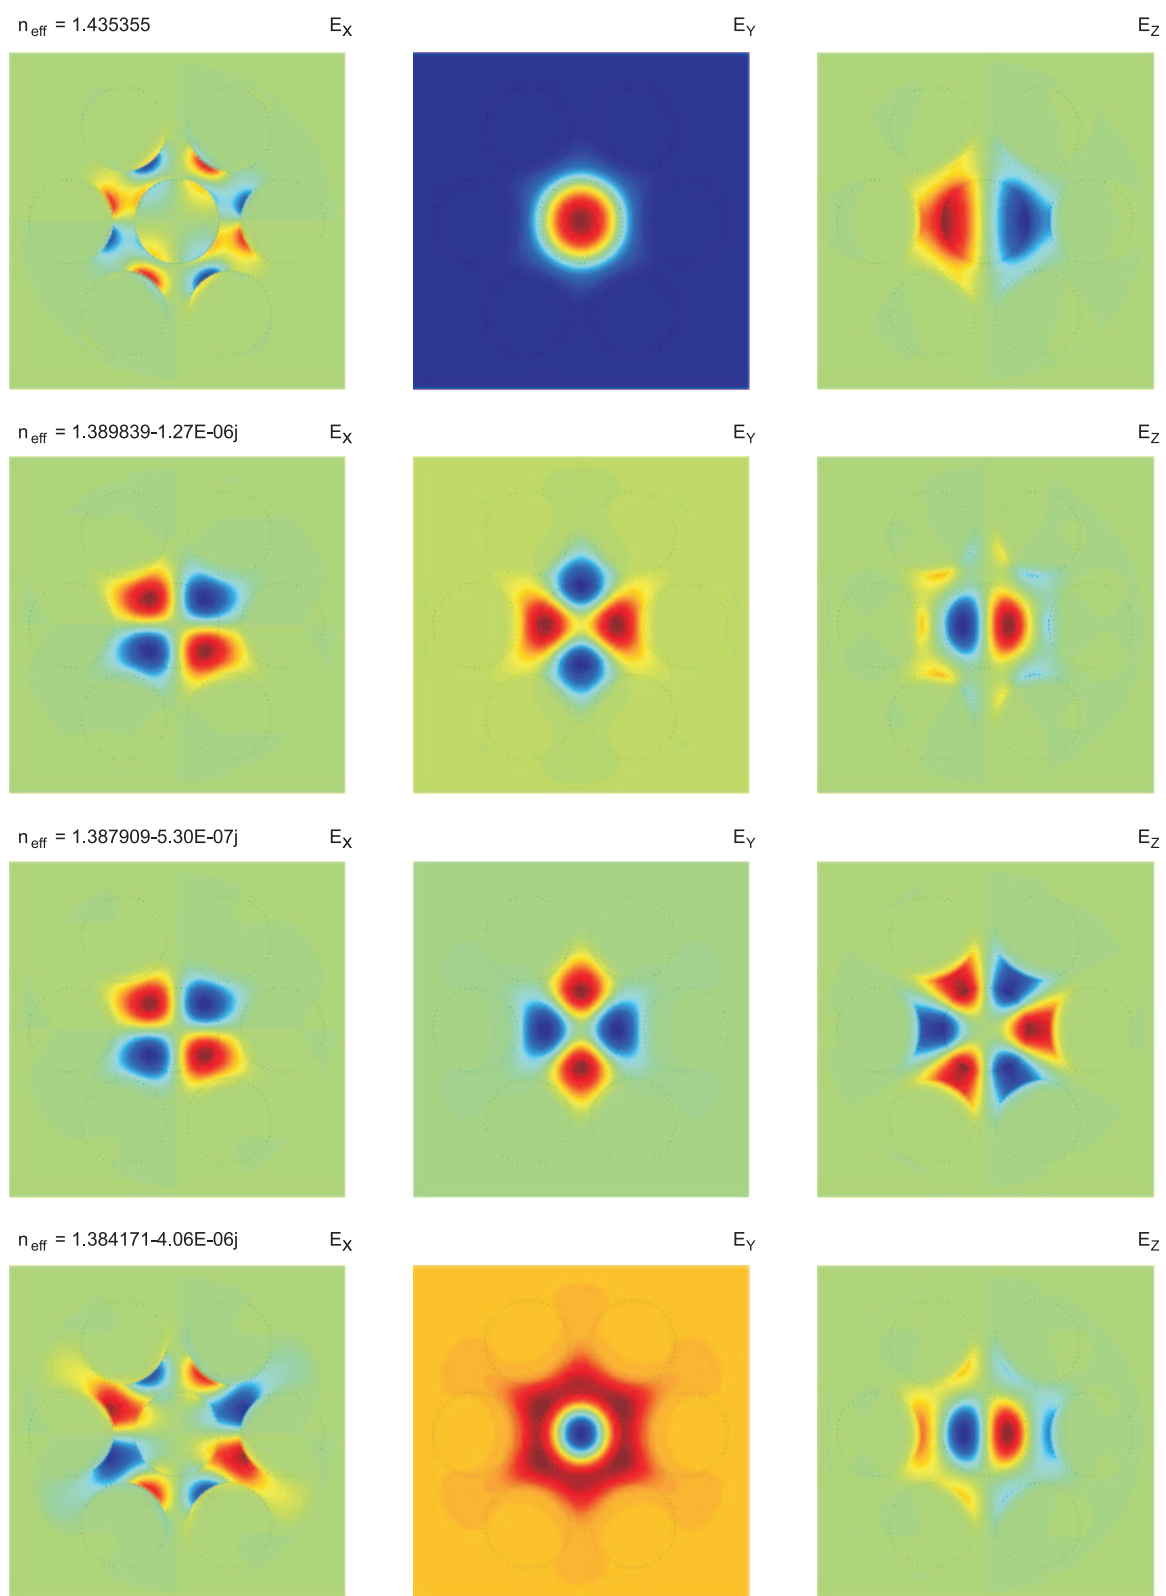 n eff = 1.435355 EX EY EZ
n eff = 1.389839-1.27E-06j EX EY EZ
n eff = 1.387909-5.30E-07j EX EY EZ
n eff = 1.384171-4.06E-06j EX EY EZ